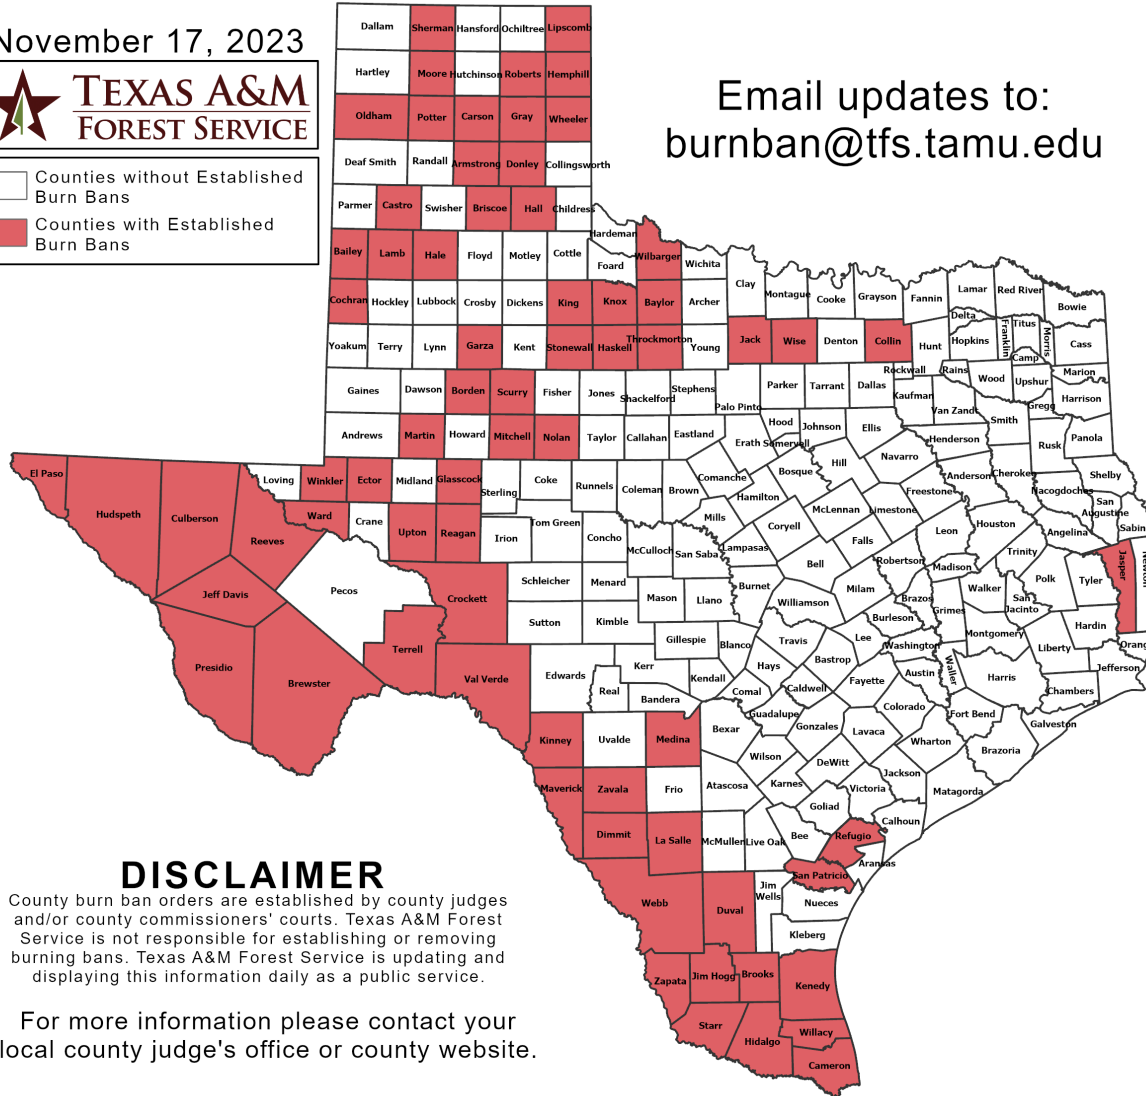 November 17, 2023
TEXAS A&M
FOREST SERVICE
Counties without Established
Burn Bans
Counties with Established
Burn Bans
Email updates to:
burnban@tfs.tamu.edu
Dallam Sherman Hansford Ochiltree Lipscomb
Hartley Moore Hutchinson Roberts Hemphill
Oldham Potter Carson Gray Wheeler
Deaf Smith Randall Armstrong Donley Collingsworth
Parmer Castro Swisher Briscoe Hall Childress
Hardeman
Bailey Lamb Hale Floyd Motley Cottle Foard Wilbarger Wichita
Clay Montague Cooke Grayson Fannin Lamar Red River Bowie
Cochran Hockley Lubbock Crosby Dickens King Knox Baylor Archer
Delta Franklin Titus Morris Cass
Yoakum Terry Lynn Garza Kent Stonewall Haskell Throckmorton Young Jack Wise Denton Collin Hunt Hopkins
Camp
Rockwall Rains Wood Upshur Marion
Gaines Dawson Borden Scurry Fisher Jones Shackelford Stephens Palo Pinto Parker Tarrant Dallas Kaufman Van Zandt Gregg Harrison
Smith
Andrews Martin Howard Mitchell Nolan Taylor Callahan Eastland Erath Hood Somervell Johnson Ellis Henderson Rusk Panola
El Paso Hudspeth Culberson Reeves
Loving Winkler Ector Midland Glasscock Sterling Coke Runnels Coleman Brown Comanche Hamilton Bosque Hill Navarro Freestone Anderson Cherokee Nacogdoches Shelby
San
Augustine
Sabin
Ward Crane Upton Reagan Irion Tom Green Concho McCulloch San Saba Mills Lampasas Coryell McLennan Limestone Falls Leon Houston Angelina
Trinity
Jeff Davis Pecos Crockett Schleicher Menard Mason Llano Burnet Bell Milam Robertson Madison Walker Polk Tyler Jasper Newton
San
Jacinto
Sutton Kimble Williamson Brazos Grimes
Burleson Montgomery Hardin
Presidio Brewster Terrell Val Verde Edwards Real Kerr Gillespie Blanco Travis Lee Washington Liberty Orang
Hays Bastrop Waller Harris Jefferson
Bandera Kendall Comal Caldwell Fayette Austin Chambers
Kinney Uvalde Medina Bexar Guadalupe Gonzales Colorado Fort Bend Galveston
Lavaca Wharton Brazoria
Wilson DeWitt
Maverick Zavala Frio Atascosa Karnes Victoria Jackson Matagorda
Goliad Calhoun
Dimmit La Salle McMullen Live Oak Bee Refugio
Aransas
San Patricio
Webb Duval Jim
Wells
Nueces
Kleberg
Zapata Jim Hogg Brooks Kenedy
Starr Hidalgo Willacy
Cameron
DISCLAIMER
County burn ban orders are established by county judges
and/or county commissioners' courts. Texas A&M Forest
Service is not responsible for establishing or removing
burning bans. Texas A&M Forest Service is updating and
displaying this information daily as a public service.
For more information please contact your
local county judge's office or county website.